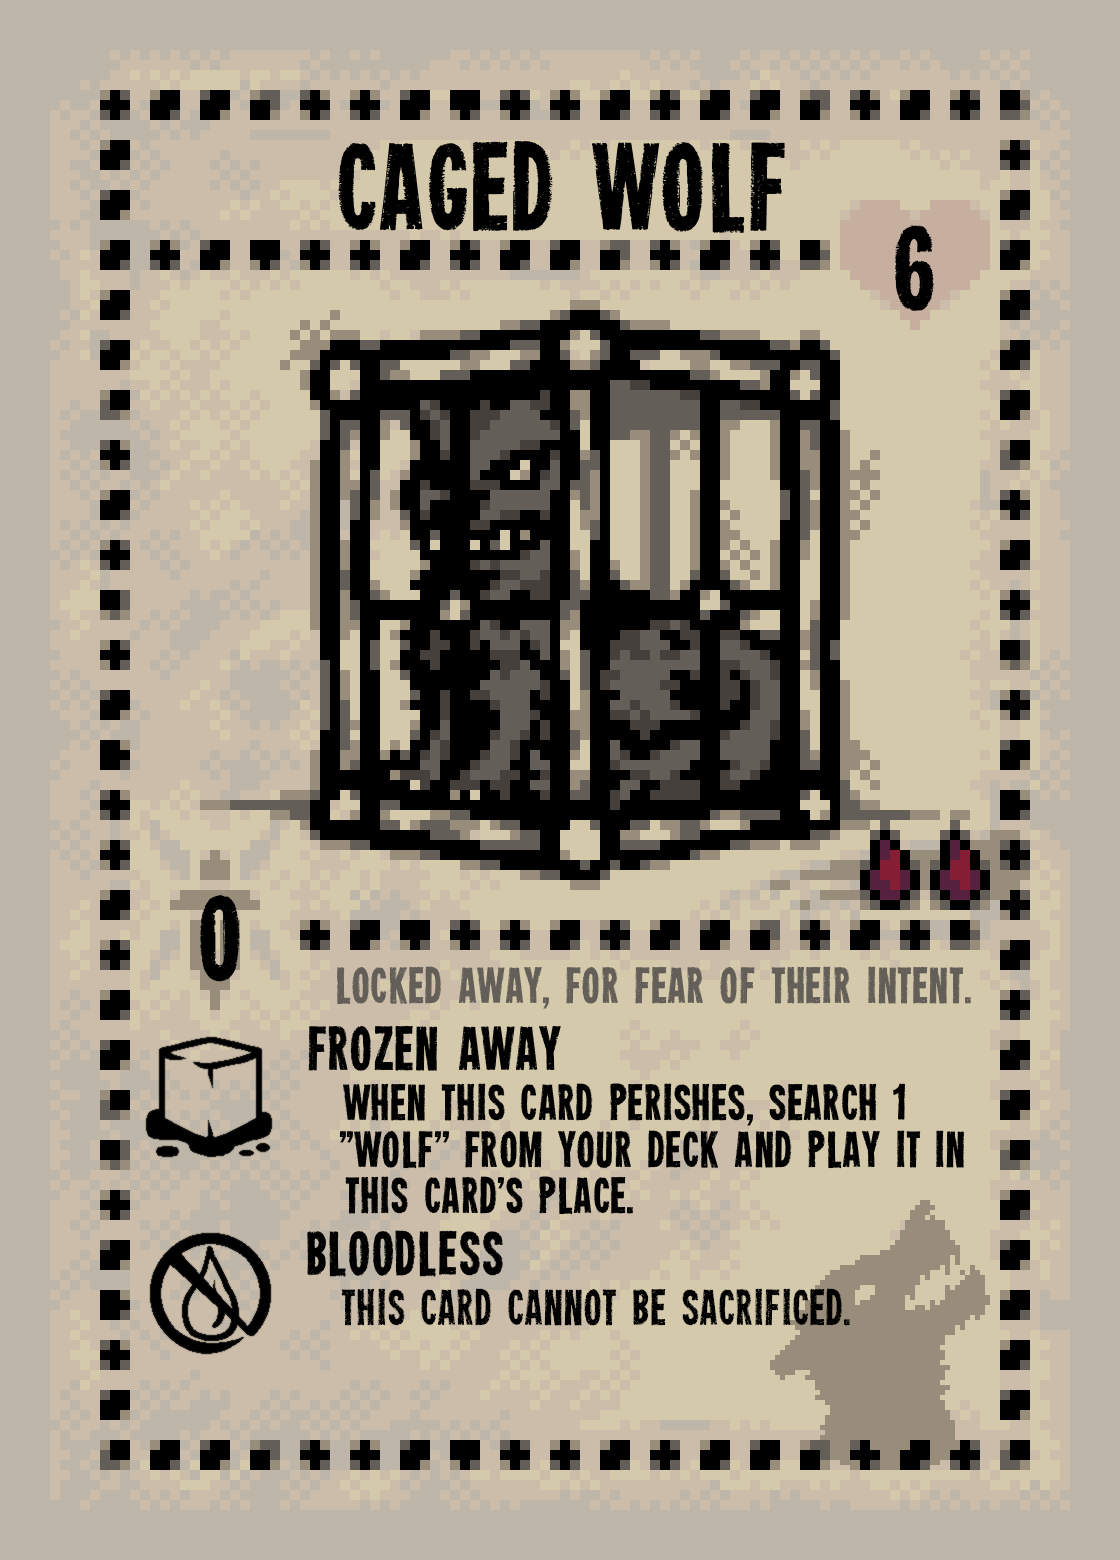 CAGED WOLF
6
0
LOCKED AWAY, FOR FEAR OF THEIR INTENT.
FROZEN AWAY
WHEN THIS CARD PERISHES, SEARCH 1
"WOLF" FROM YOUR DECK AND PLAY IT IN
THIS CARD'S PLACE.
BLOODLESS
THIS CARD CANNOT BE SACRIFICED.